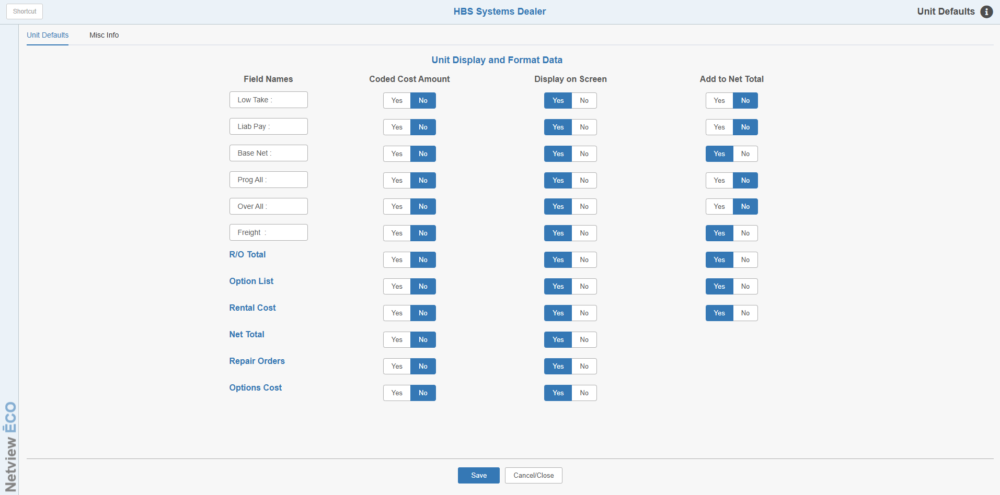 Shortcut
HBS Systems Dealer
Unit Defaults
Unit Defaults Misc Info
Unit Display and Format Data
Field Names Coded Cost Amount Display on Screen Add to Net Total
Low Take : Yes No Yes No Yes No
Liab Pay : Yes No Yes No Yes No
Base Net : Yes No Yes No Yes No
Prog All : Yes No Yes No Yes No
Over All : Yes No Yes No Yes No
Freight : Yes No Yes No Yes No
R/O Total Yes No Yes No Yes No
Option List Yes No Yes No Yes No
Rental Cost Yes No Yes No Yes No
Net Total Yes No Yes No
Repair Orders Yes No Yes No
Options Cost Yes No Yes No
Save Cancel/Close
Netview ĒCO